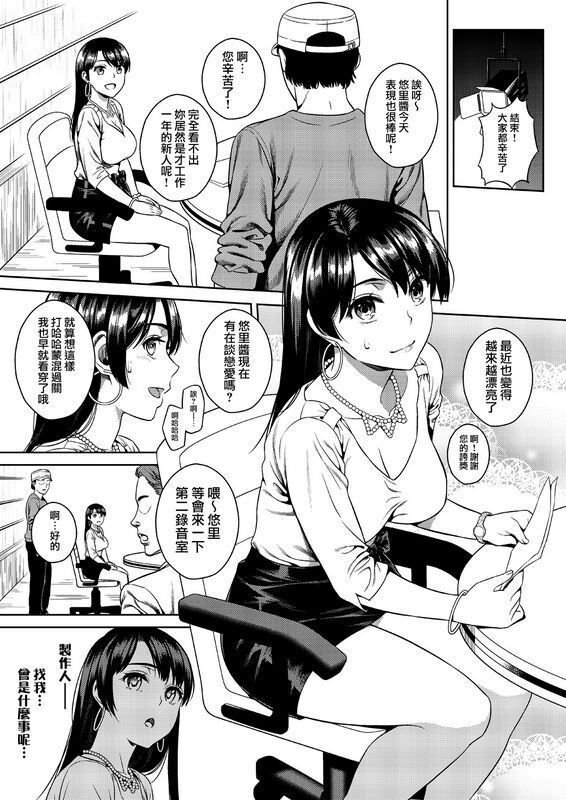 結束！
大家都辛苦了
誒呀～
悠里醬今天
表現也很棒呢！
啊…
您辛苦了！
完全看不出
妳居然是才工作
一年的新人呢！
最近也變得
越來越漂亮了
啊！謝謝
您的誇獎
悠里醬現在
有在談戀愛嗎？
誒？啊…
啊哈哈
就算想這樣
打哈哈蒙混過關
我也早就看穿了哦
喂～悠里
等會來一下
第二錄音室
啊…好的
製作人——
找我…
會是什麼事呢…